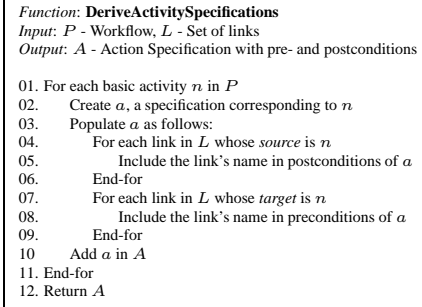 Function: DeriveActivitySpecifications
Input: P - Workflow, L - Set of links
Output: A - Action Specification with pre- and postconditions
01. For each basic activity n in P
02. Create a, a specification corresponding to n
03. Populate a as follows:
04. For each link in L whose source is n
05. Include the link's name in postconditions of a
06. End-for
07. For each link in L whose target is n
08. Include the link's name in preconditions of a
09. End-for
10 Add a in A
11. End-for
12. Return A